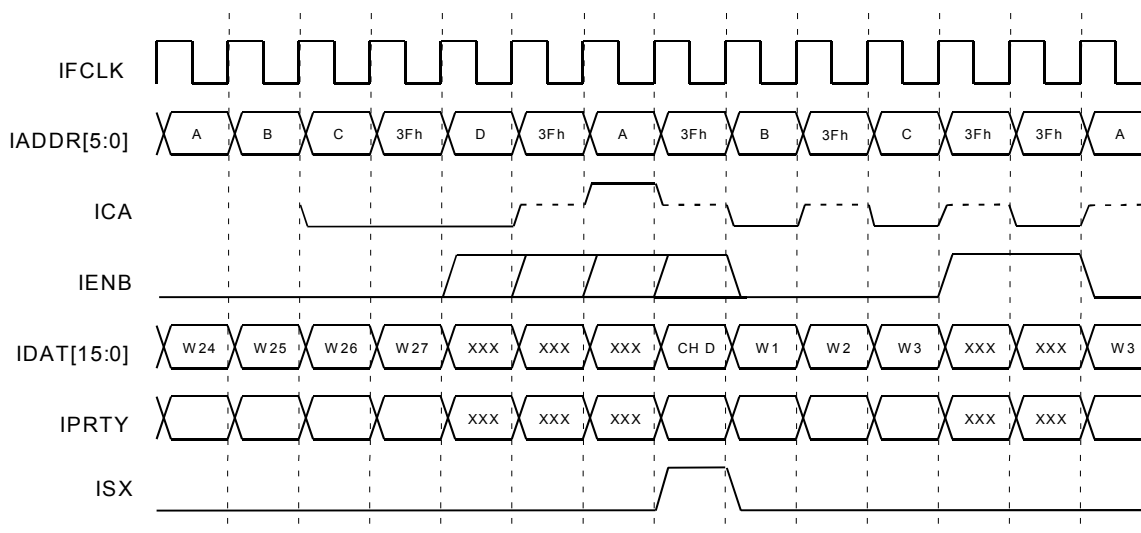 IFCLK
IADDR[5:0] A B C 3Fh D 3Fh A 3Fh B 3Fh C 3Fh 3Fh A
ICA
IENB
IDAT[15:0] W24 W25 W26 W27 XXX XXX XXX CH D W1 W2 W3 XXX XXX W3
IPRTY XXX XXX XXX XXX XXX
ISX